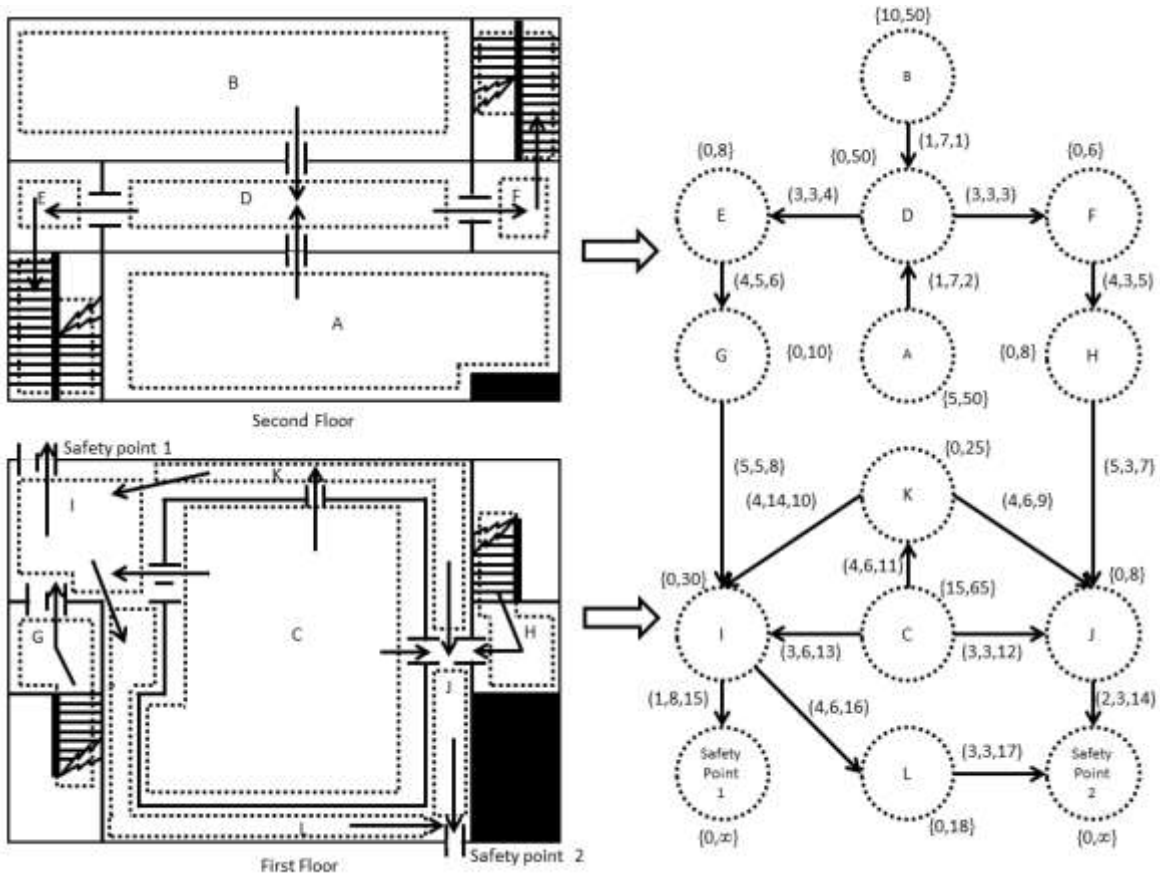 B
E
D
F
A
Second Floor
Safety point 1
K
I
G
C
H
J
L
Safety point 2
First Floor
{10,50}
B
(1,7,1)
{0,8}
{0,50}
{0,6}
E
(3,3,4)
D
(3,3,3)
F
(4,5,6)
(1,7,2)
(4,3,5)
G
{0,10}
A
{0,8}
H
{5,50}
{0,25}
(5,5,8)
K
(5,3,7)
(4,14,10)
(4,6,9)
(4,6,11)
{0,30}
{15,65}
{0,8}
I
C
J
(3,6,13)
(3,3,12)
(1,8,15)
(4,6,16)
(2,3,14)
Safety
Point
1
L
(3,3,17)
Safety
Point
2
{0,∞}
{0,18}
{0,∞}